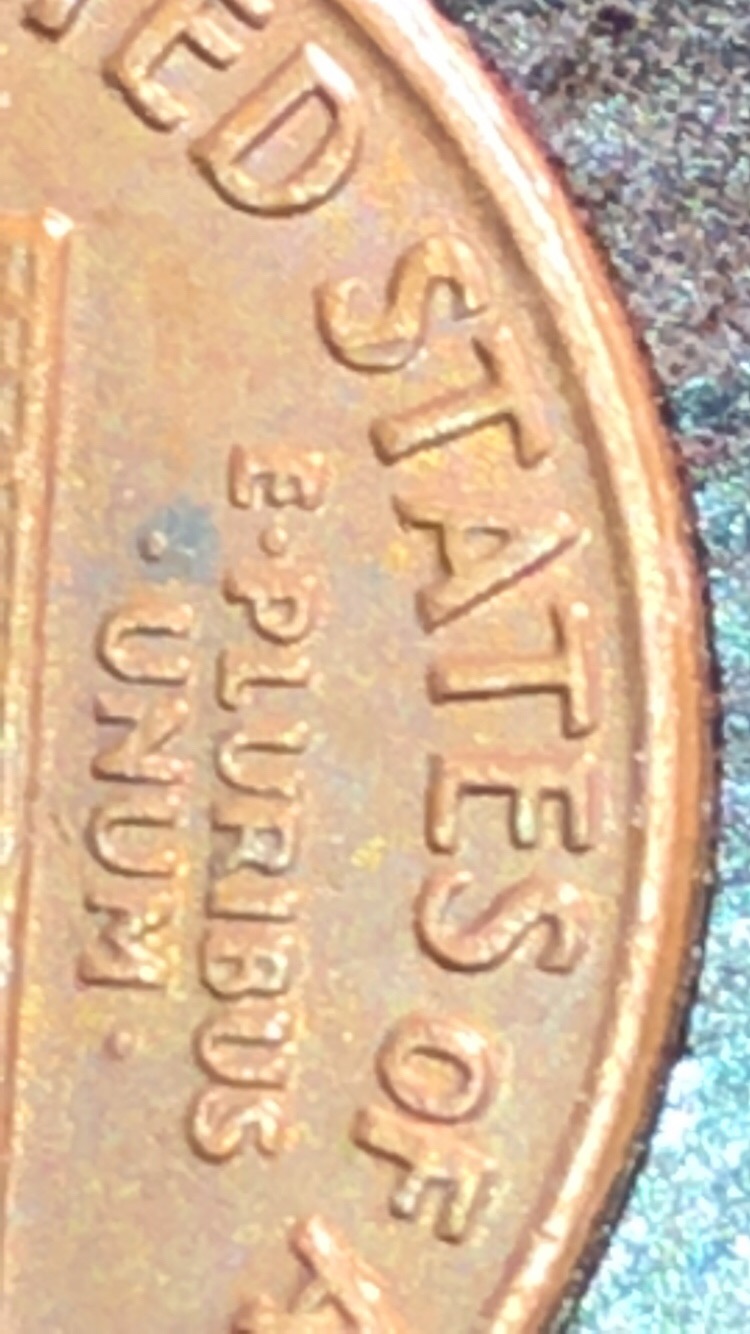 ED STATES OF A
E·PLURIBUS
·UNUM·